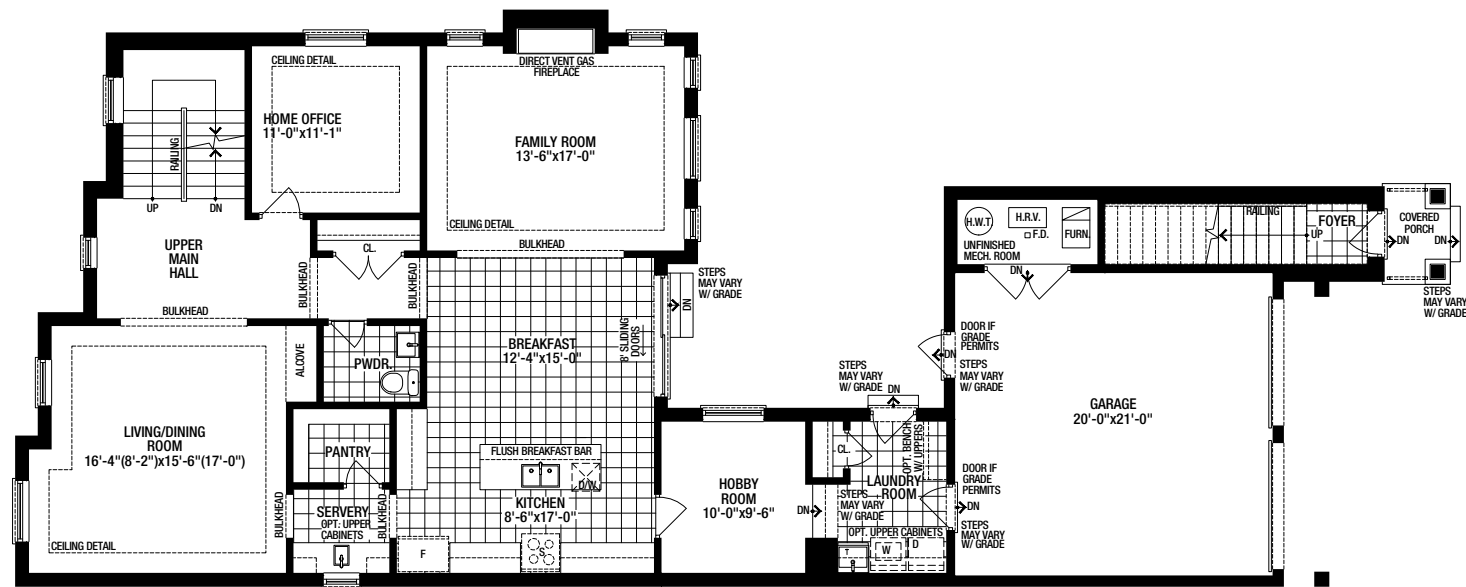 CEILING DETAIL
HOME OFFICE
11'-0"x11'-1"
RAILING
UP
DN
UPPER
MAIN
HALL
CL.
BULKHEAD
BULKHEAD
BULKHEAD
DIRECT VENT GAS
FIREPLACE
FAMILY ROOM
13'-6"x17'-0"
CEILING DETAIL
BULKHEAD
STEPS
MAY VARY
W/ GRADE
DN
BREAKFAST
12'-4"x15'-0"
8' SLIDING
DOORS
PWDR.
ALCOVE
LIVING/DINING
ROOM
16'-4"(8'-2")x15'-6"(17'-0")
CEILING DETAIL
PANTRY
BULKHEAD
SERVERY
OPT. UPPER
CABINETS
BULKHEAD
FLUSH BREAKFAST BAR
D/W
KITCHEN
8'-6"x17'-0"
F
S
HOBBY
ROOM
10'-0"x9'-6"
DN
STEPS
MAY VARY
W/ GRADE
DN
CL.
OPT. BENCH
W/ UPPERS
LAUNDRY
ROOM
STEPS
MAY VARY
W/ GRADE
OPT. UPPER CABINETS
T
W
D
DOOR IF
GRADE
PERMITS
DN
STEPS
MAY VARY
W/ GRADE
H.W.T
H.R.V.
F.D.
FURN.
UNFINISHED
MECH. ROOM
DN
RAILING
UP
FOYER
COVERED
PORCH
DN
DN
STEPS
MAY VARY
W/ GRADE
DOOR IF
GRADE
PERMITS
DN
STEPS
MAY VARY
W/ GRADE
GARAGE
20'-0"x21'-0"